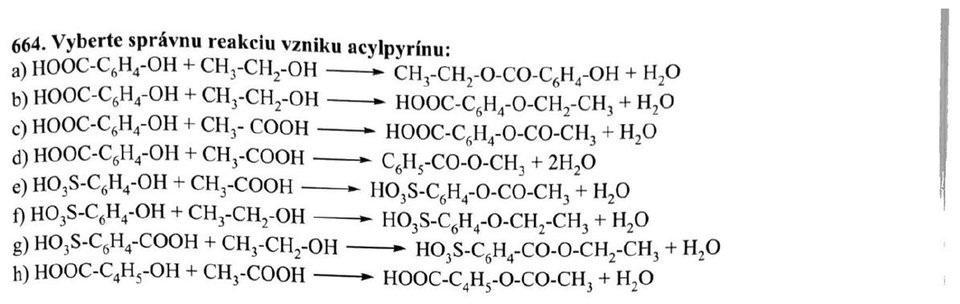 664. Vyberte správnu reakciu vzniku acylpyrínu:
a) HOOC-C₆H₄-OH + CH₃-CH₂-OH ⟶ CH₃-CH₂-O-CO-C₆H₄-OH + H₂O
b) HOOC-C₆H₄-OH + CH₃-CH₂-OH ⟶ HOOC-C₆H₄-O-CH₂-CH₃ + H₂O
c) HOOC-C₆H₄-OH + CH₃- COOH ⟶ HOOC-C₆H₄-O-CO-CH₃ + H₂O
d) HOOC-C₆H₄-OH + CH₃-COOH ⟶ C₆H₅-CO-O-CH₃ + 2H₂O
e) HO₃S-C₆H₄-OH + CH₃-COOH ⟶ HO₃S-C₆H₄-O-CO-CH₃ + H₂O
f) HO₃S-C₆H₄-OH + CH₃-CH₂-OH ⟶ HO₃S-C₆H₄-O-CH₂-CH₃ + H₂O
g) HO₃S-C₆H₄-COOH + CH₃-CH₂-OH ⟶ HO₃S-C₆H₄-CO-O-CH₂-CH₃ + H₂O
h) HOOC-C₄H₅-OH + CH₃-COOH ⟶ HOOC-C₄H₅-O-CO-CH₃ + H₂O